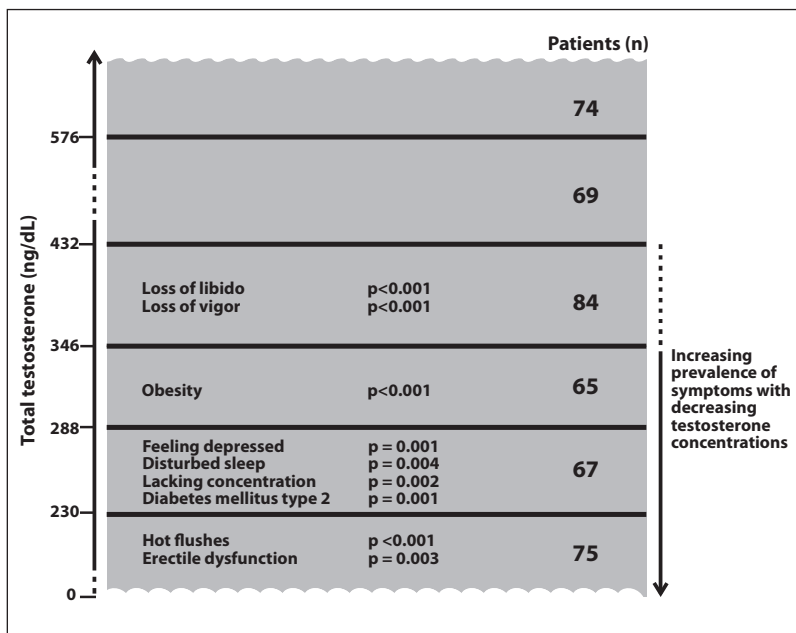 Patients (n)
74
576
69
432
Loss of libido p<0.001
Loss of vigor p<0.001
84
346
Obesity p<0.001
65
288
Feeling depressed p = 0.001
Disturbed sleep p = 0.004
Lacking concentration p = 0.002
Diabetes mellitus type 2 p = 0.001
67
230
Hot flushes p <0.001
Erectile dysfunction p = 0.003
75
0
Total testosterone (ng/dL)
Increasing
prevalence of
symptoms with
decreasing
testosterone
concentrations